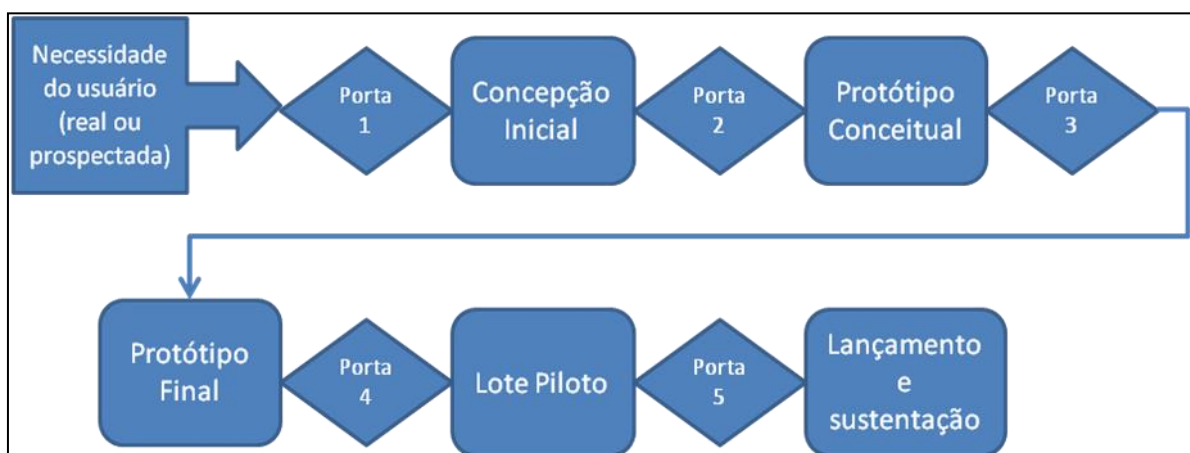 Necessidade
do usuário
(real ou
prospectada)
Porta
1
Concepção
Inicial
Porta
2
Protótipo
Conceitual
Porta
3
Protótipo
Final
Porta
4
Lote Piloto
Porta
5
Lançamento
e
sustentação